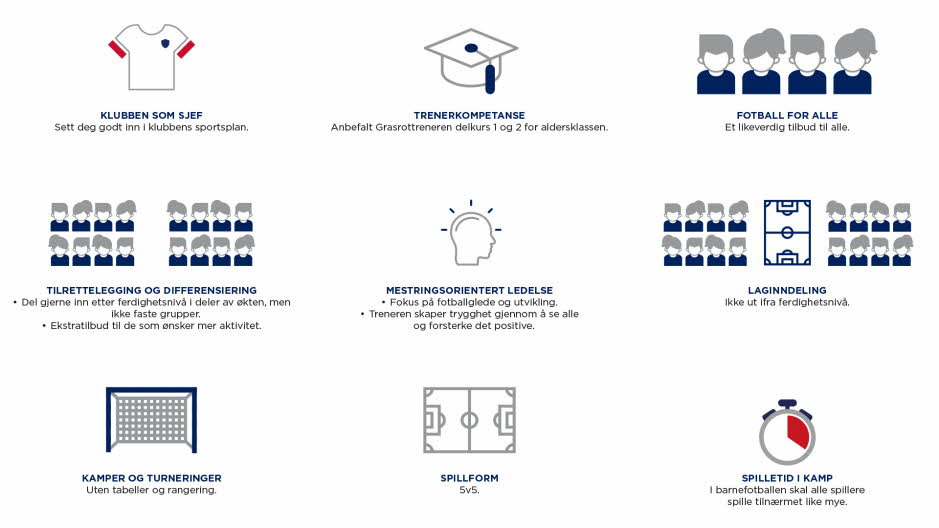 KLUBBEN SOM SJEF
Sett deg godt inn i klubbens sportsplan.
TRENERKOMPETANSE
Anbefalt Grasrottreneren delkurs 1 og 2 for aldersklassen.
FOTBALL FOR ALLE
Et likeverdig tilbud til alle.
TILRETTELEGGING OG DIFFERENSIERING
• Del gjerne inn etter ferdighetsnivå i deler av økten, men
ikke faste grupper.
• Ekstratilbud til de som ønsker mer aktivitet.
MESTRINGSORIENTERT LEDELSE
• Fokus på fotballglede og utvikling.
• Treneren skaper trygghet gjennom å se alle
og forsterke det positive.
LAGINNDELING
Ikke ut ifra ferdighetsnivå.
KAMPER OG TURNERINGER
Uten tabeller og rangering.
SPILLFORM
5v5.
SPILLETID I KAMP
I barnefotballen skal alle spillere
spille tilnærmet like mye.